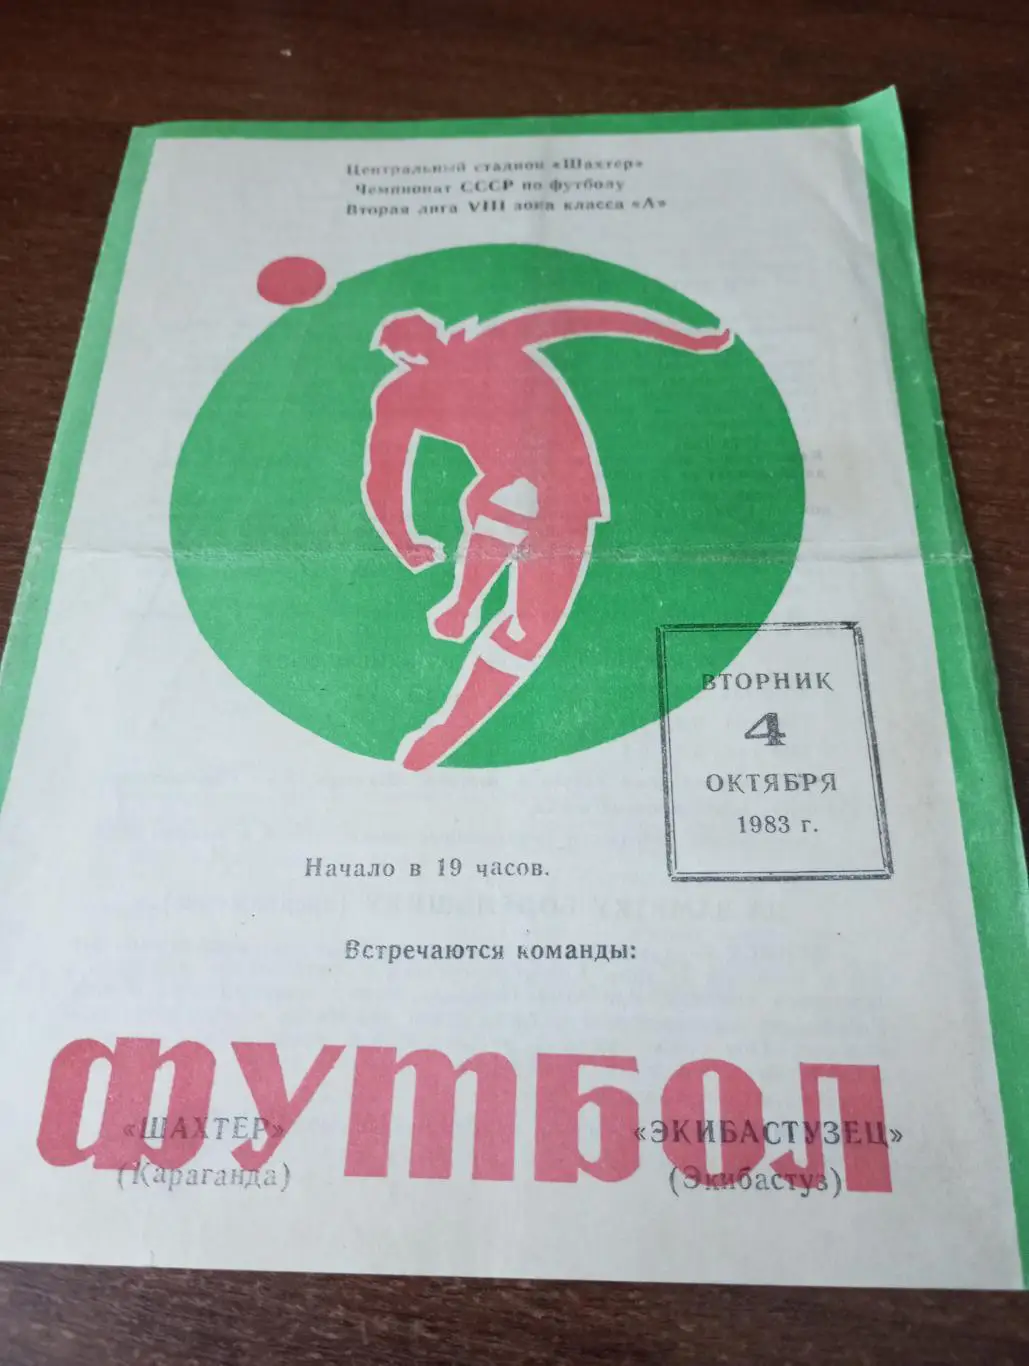 Центральный стадион «Шахтер»
Чемпионат СССР по футболу
Вторая лига VIII зона класса «А»
ВТОРНИК
4
ОКТЯБРЯ
1983 г.
Начало в 19 часов.
Встречаются команды:
ФУТБОЛ
«ШАХТЕР»
(Караганда)
«ЭКИБАСТУЗЕЦ»
(Экибастуз)